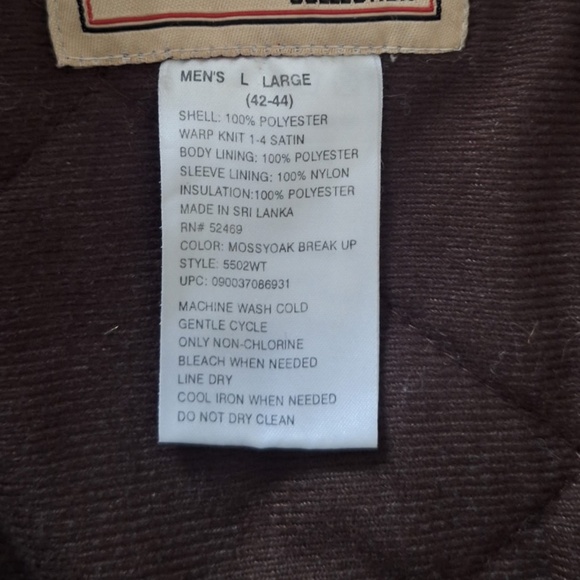 MEN'S L LARGE
(42-44)
SHELL: 100% POLYESTER
WARP KNIT 1-4 SATIN
BODY LINING: 100% POLYESTER
SLEEVE LINING: 100% NYLON
INSULATION:100% POLYESTER
MADE IN SRI LANKA
RN# 52469
COLOR: MOSSYOAK BREAK UP
STYLE: 5502WT
UPC: 090037086931
MACHINE WASH COLD
GENTLE CYCLE
ONLY NON-CHLORINE
BLEACH WHEN NEEDED
LINE DRY
COOL IRON WHEN NEEDED
DO NOT DRY CLEAN